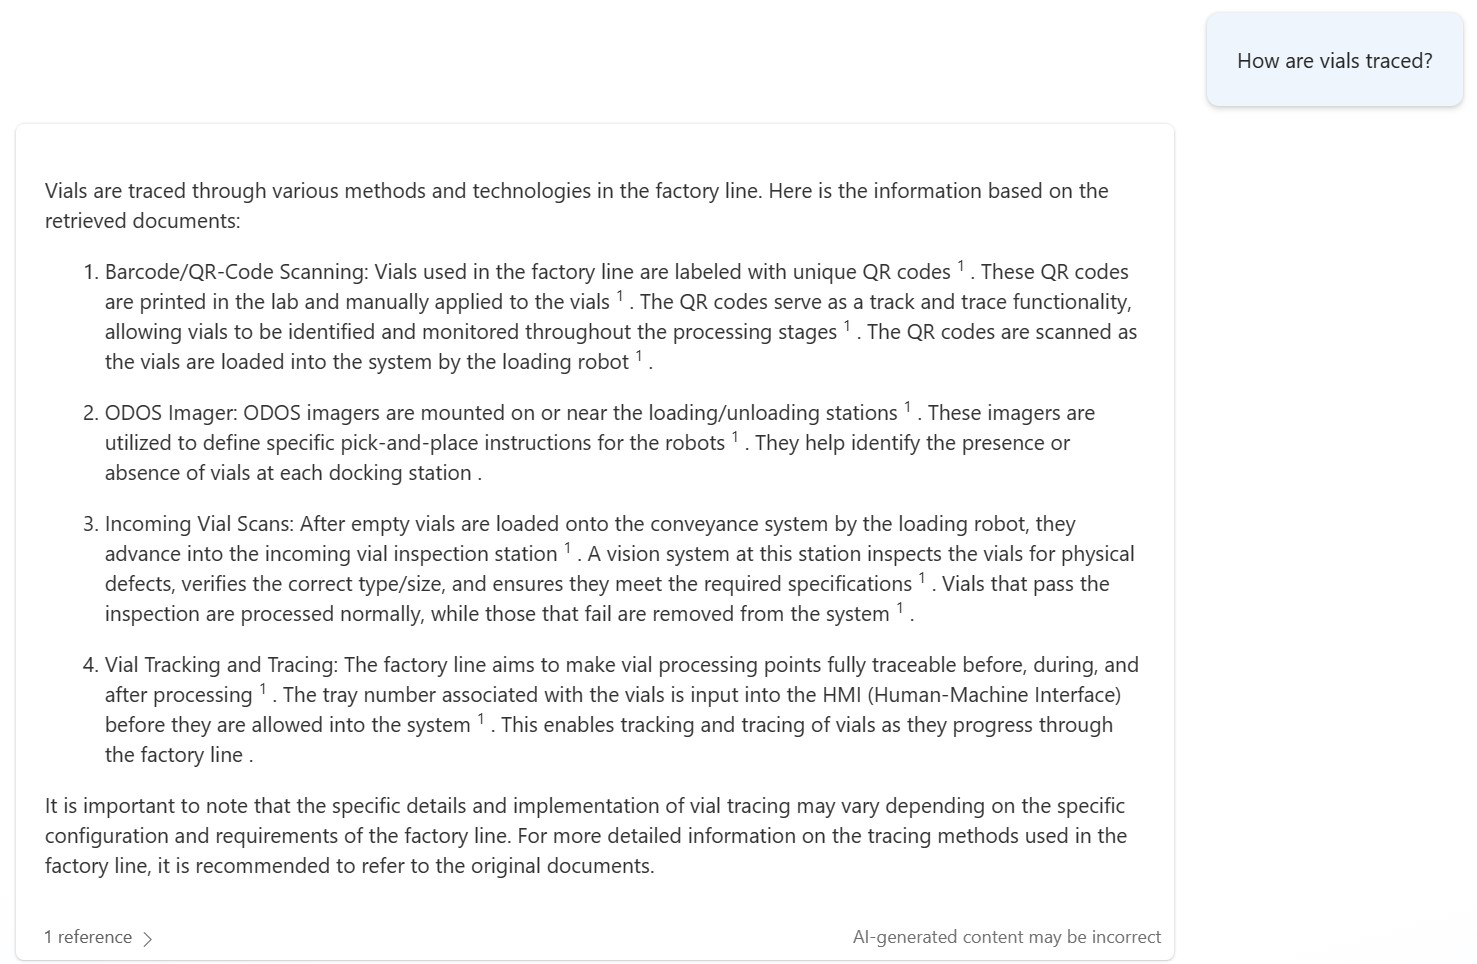 How are vials traced?
Vials are traced through various methods and technologies in the factory line. Here is the information based on the
retrieved documents:
1. Barcode/QR-Code Scanning: Vials used in the factory line are labeled with unique QR codes 1 . These QR codes
are printed in the lab and manually applied to the vials 1 . The QR codes serve as a track and trace functionality,
allowing vials to be identified and monitored throughout the processing stages 1 . The QR codes are scanned as
the vials are loaded into the system by the loading robot 1 .
2. ODOS Imager: ODOS imagers are mounted on or near the loading/unloading stations 1 . These imagers are
utilized to define specific pick-and-place instructions for the robots 1 . They help identify the presence or
absence of vials at each docking station .
3. Incoming Vial Scans: After empty vials are loaded onto the conveyance system by the loading robot, they
advance into the incoming vial inspection station 1 . A vision system at this station inspects the vials for physical
defects, verifies the correct type/size, and ensures they meet the required specifications 1 . Vials that pass the
inspection are processed normally, while those that fail are removed from the system 1 .
4. Vial Tracking and Tracing: The factory line aims to make vial processing points fully traceable before, during, and
after processing 1 . The tray number associated with the vials is input into the HMI (Human-Machine Interface)
before they are allowed into the system 1 . This enables tracking and tracing of vials as they progress through
the factory line .
It is important to note that the specific details and implementation of vial tracing may vary depending on the specific
configuration and requirements of the factory line. For more detailed information on the tracing methods used in the
factory line, it is recommended to refer to the original documents.
1 reference
AI-generated content may be incorrect